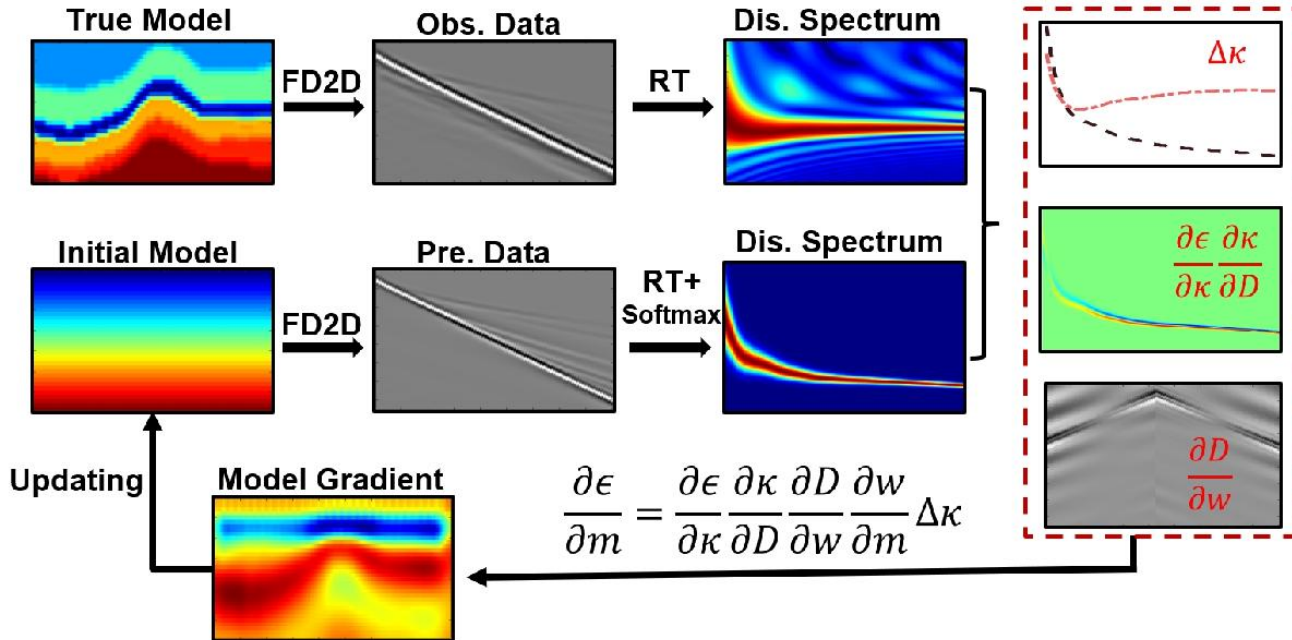 True Model
FD2D
Obs. Data
RT
Dis. Spectrum
Δκ
Initial Model
FD2D
Pre. Data
RT+
Softmax
Dis. Spectrum
∂ϵ/∂κ ∂κ/∂D
∂D/∂w
Updating
Model Gradient
∂ϵ/∂m = ∂ϵ/∂κ ∂κ/∂D ∂D/∂w ∂w/∂m Δκ